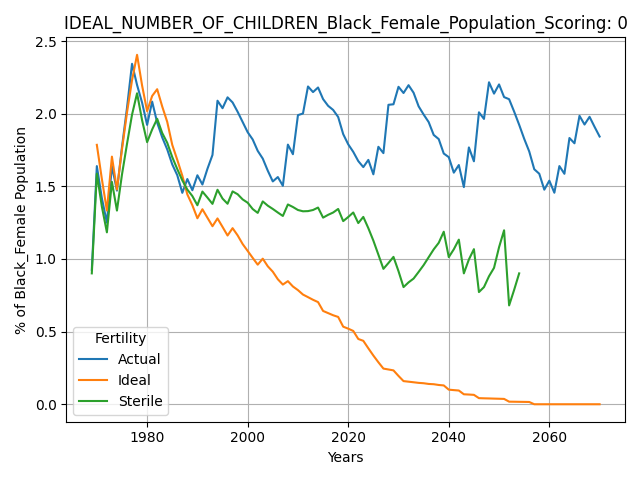 IDEAL_NUMBER_OF_CHILDREN_Black_Female_Population_Scoring: 0
% of Black_Female Population
2.5
2.0
1.5
1.0
0.5
0.0
Fertility
Actual
Ideal
Sterile
1980
2000
2020
2040
2060
Years